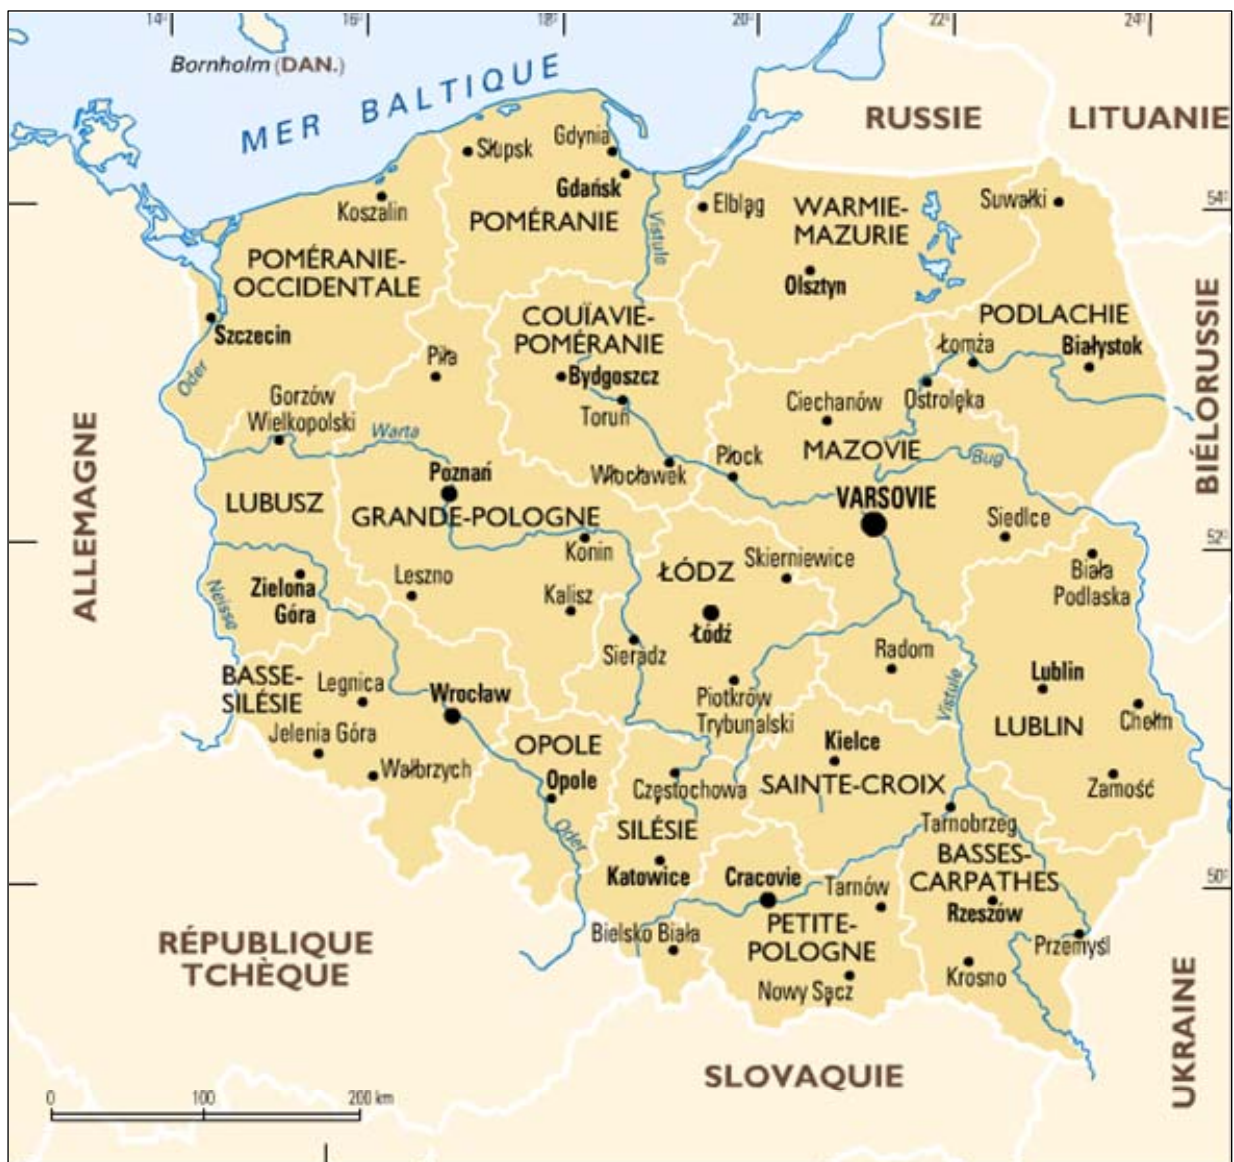 14°
16°
18°
20°
22°
24°
Bornholm (DAN.)
MER BALTIQUE
RUSSIE
LITUANIE
Słupsk
Gdynia
Gdańsk
Koszalin
POMÉRANIE
Vistule
Elbląg
WARMIE-
MAZURIE
Suwałki
54°
Olsztyn
POMÉRANIE-
OCCIDENTALE
Szczecin
Oder
COUÏAVIE-
POMÉRANIE
Bydgoszcz
Toruń
Piła
PODLACHIE
Łomża
Białystok
BIÉLORUSSIE
Ostrolęka
Ciechanów
MAZOVIE
Gorzów
Wielkopolski
Warta
Poznań
Włocławek
Płock
Bug
ALLEMAGNE
LUBUSZ
GRANDE-POLOGNE
VARSOVIE
Siedlce
52°
Konin
ŁÓDZ
Skierniewice
Biała
Podlaska
Neisse
Zielona
Góra
Leszno
Kalisz
Łódź
Sieradz
Radom
Lublin
BASSE-
SILÉSIE
Legnica
Wrocław
Piotkrów
Trybunalski
Vistule
LUBLIN
Chełm
Jelenia Góra
Wałbrzych
OPOLE
Opole
Kielce
SAINTE-CROIX
Częstochowa
Zamość
Oder
SILÉSIE
Tarnobrzeg
Katowice
Cracovie
Tarnów
BASSES-
CARPATHES
50°
Rzeszów
RÉPUBLIQUE
TCHÈQUE
Bielsko Biała
PETITE-
POLOGNE
Przemyśl
Nowy Sącz
Krosno
UKRAINE
SLOVAQUIE
0
100
200 km